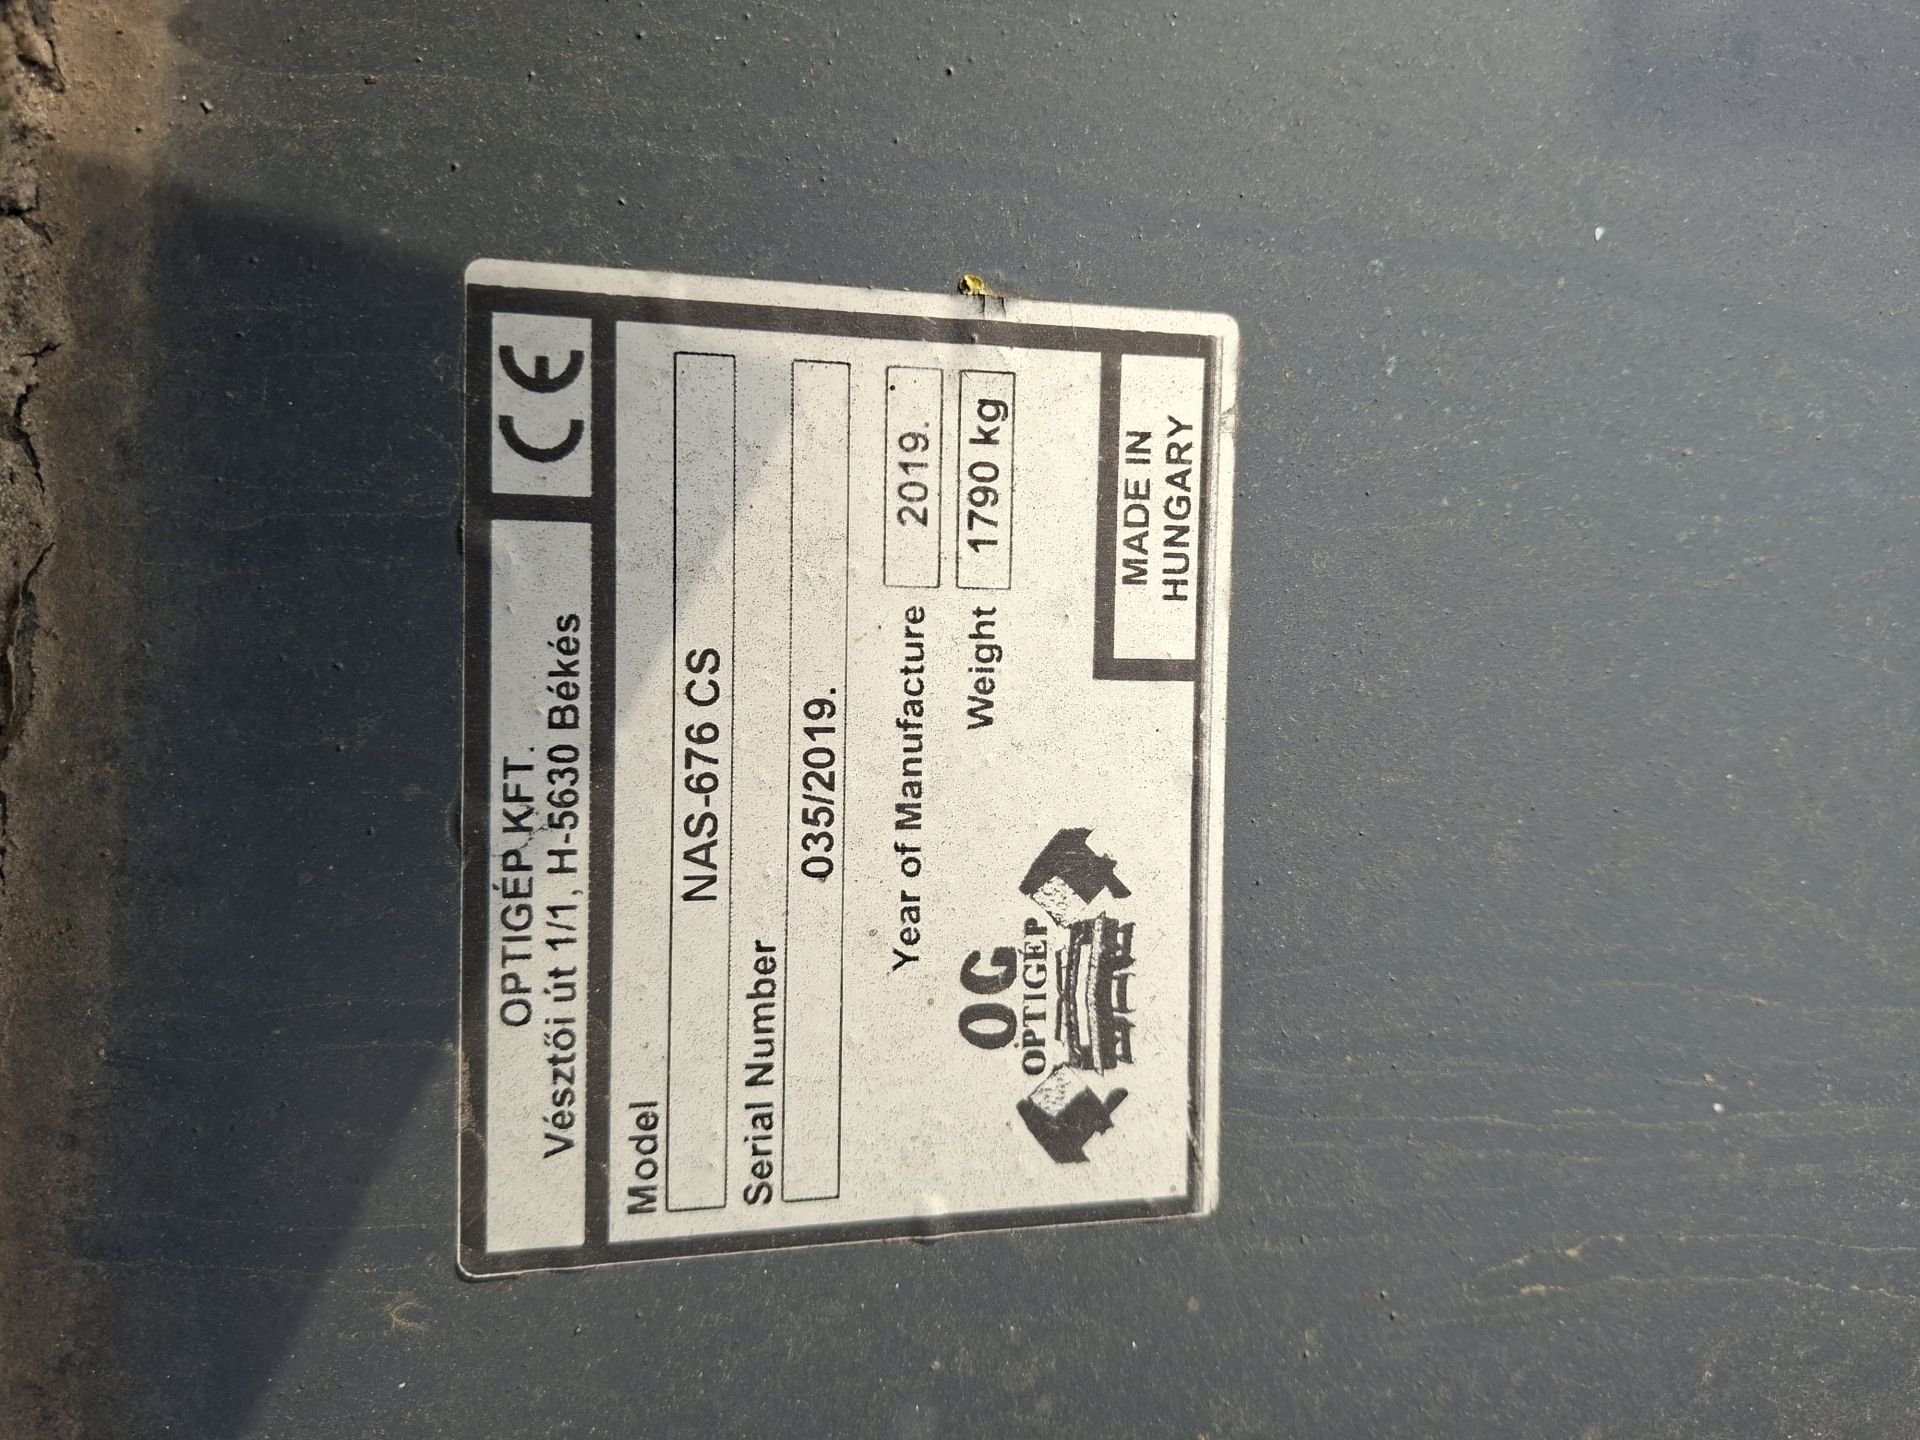 OPTIGÉP KFT.
Vésztői út 1/1, H-5630 Békés
CE
Model
NAS-676 CS
Serial Number
035/2019.
Year of Manufacture 2019.
Weight 1790 kg
OG
OPTIGÉP
MADE IN
HUNGARY